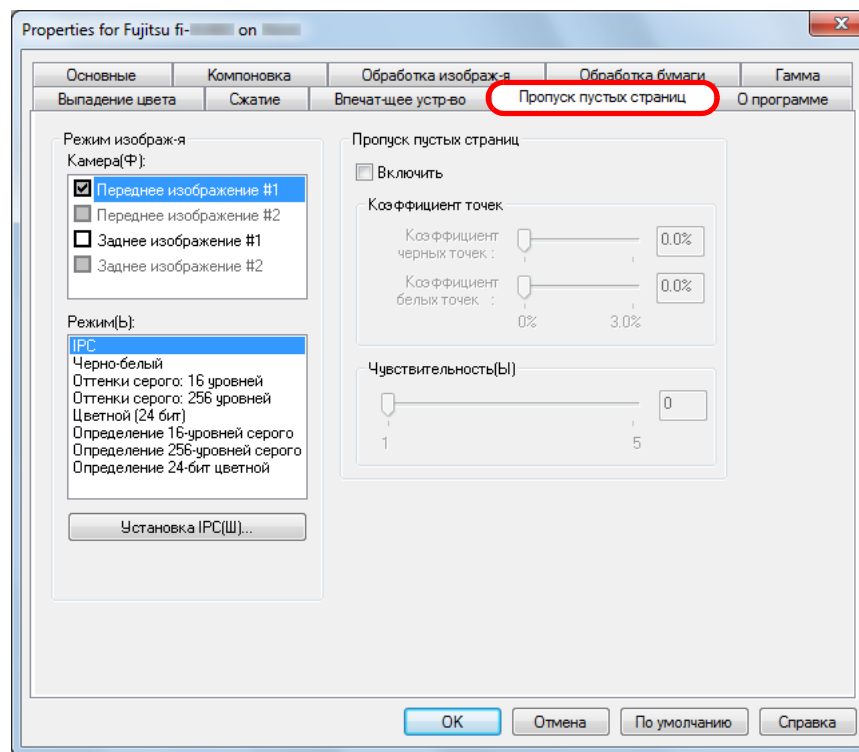 Properties for Fujitsu fi- on
Основные Компоновка Обработка изображ-я Обработка бумаги Гамма
Выпадение цвета Сжатие Впечат-щее устр-во Пропуск пустых страниц О программе
Режим изображ-я
Камера(Ф):
Переднее изображение #1
Переднее изображение #2
Заднее изображение #1
Заднее изображение #2
Режим(Ь):
IPC
Черно-белый
Оттенки серого: 16 уровней
Оттенки серого: 256 уровней
Цветной (24 бит)
Определение 16-уровней серого
Определение 256-уровней серого
Определение 24-бит цветной
Установка IPC(Ш)...
Пропуск пустых страниц
Включить
Коэффициент точек
Коэффициент
черных точек :
0.0%
Коэффициент
белых точек :
0.0%
0% 3.0%
Чувствительность(Ы)
0
1 5
OK Отмена По умолчанию Справка